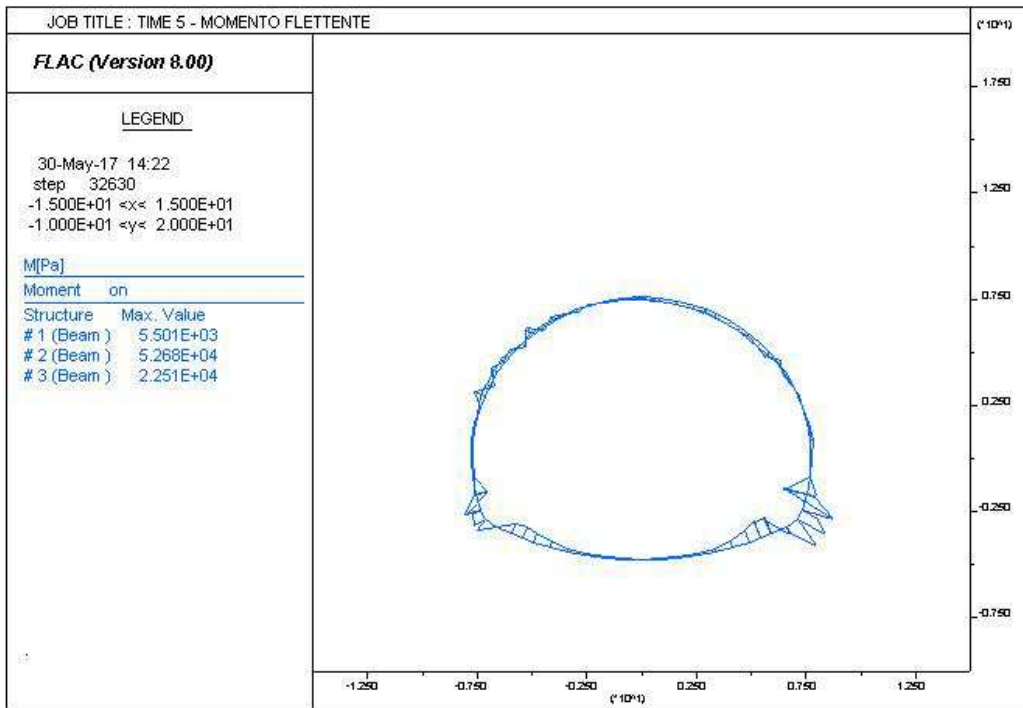 JOB TITLE : TIME 5 - MOMENTO FLETTENTE
(*10^1)
FLAC (Version 8.00)
LEGEND
30-May-17 14:22
step 32630
-1.500E+01 <x< 1.500E+01
-1.000E+01 <y< 2.000E+01
M[Pa]
Moment on
Structure Max. Value
# 1 (Beam ) 5.501E+03
# 2 (Beam ) 5.268E+04
# 3 (Beam ) 2.251E+04
1.750
1.250
0.750
0.250
-0.250
-0.750
-1.250 -0.750 -0.250 0.250 0.750 1.250
(*10^1)